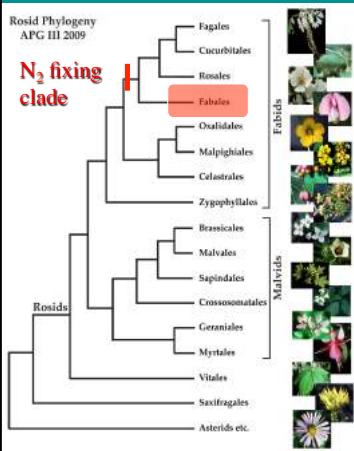 Rosid Phylogeny
APG III 2009
N₂ fixing
clade
Fagales
Cucurbitales
Rosales
Fabales
Oxalidales
Malpighiales
Celastrales
Zygophyllales
Fabids
Brassicales
Malvales
Sapindales
Crossosomatales
Geraniales
Myrtales
Malvids
Rosids
Vitales
Saxifragales
Asterids etc.